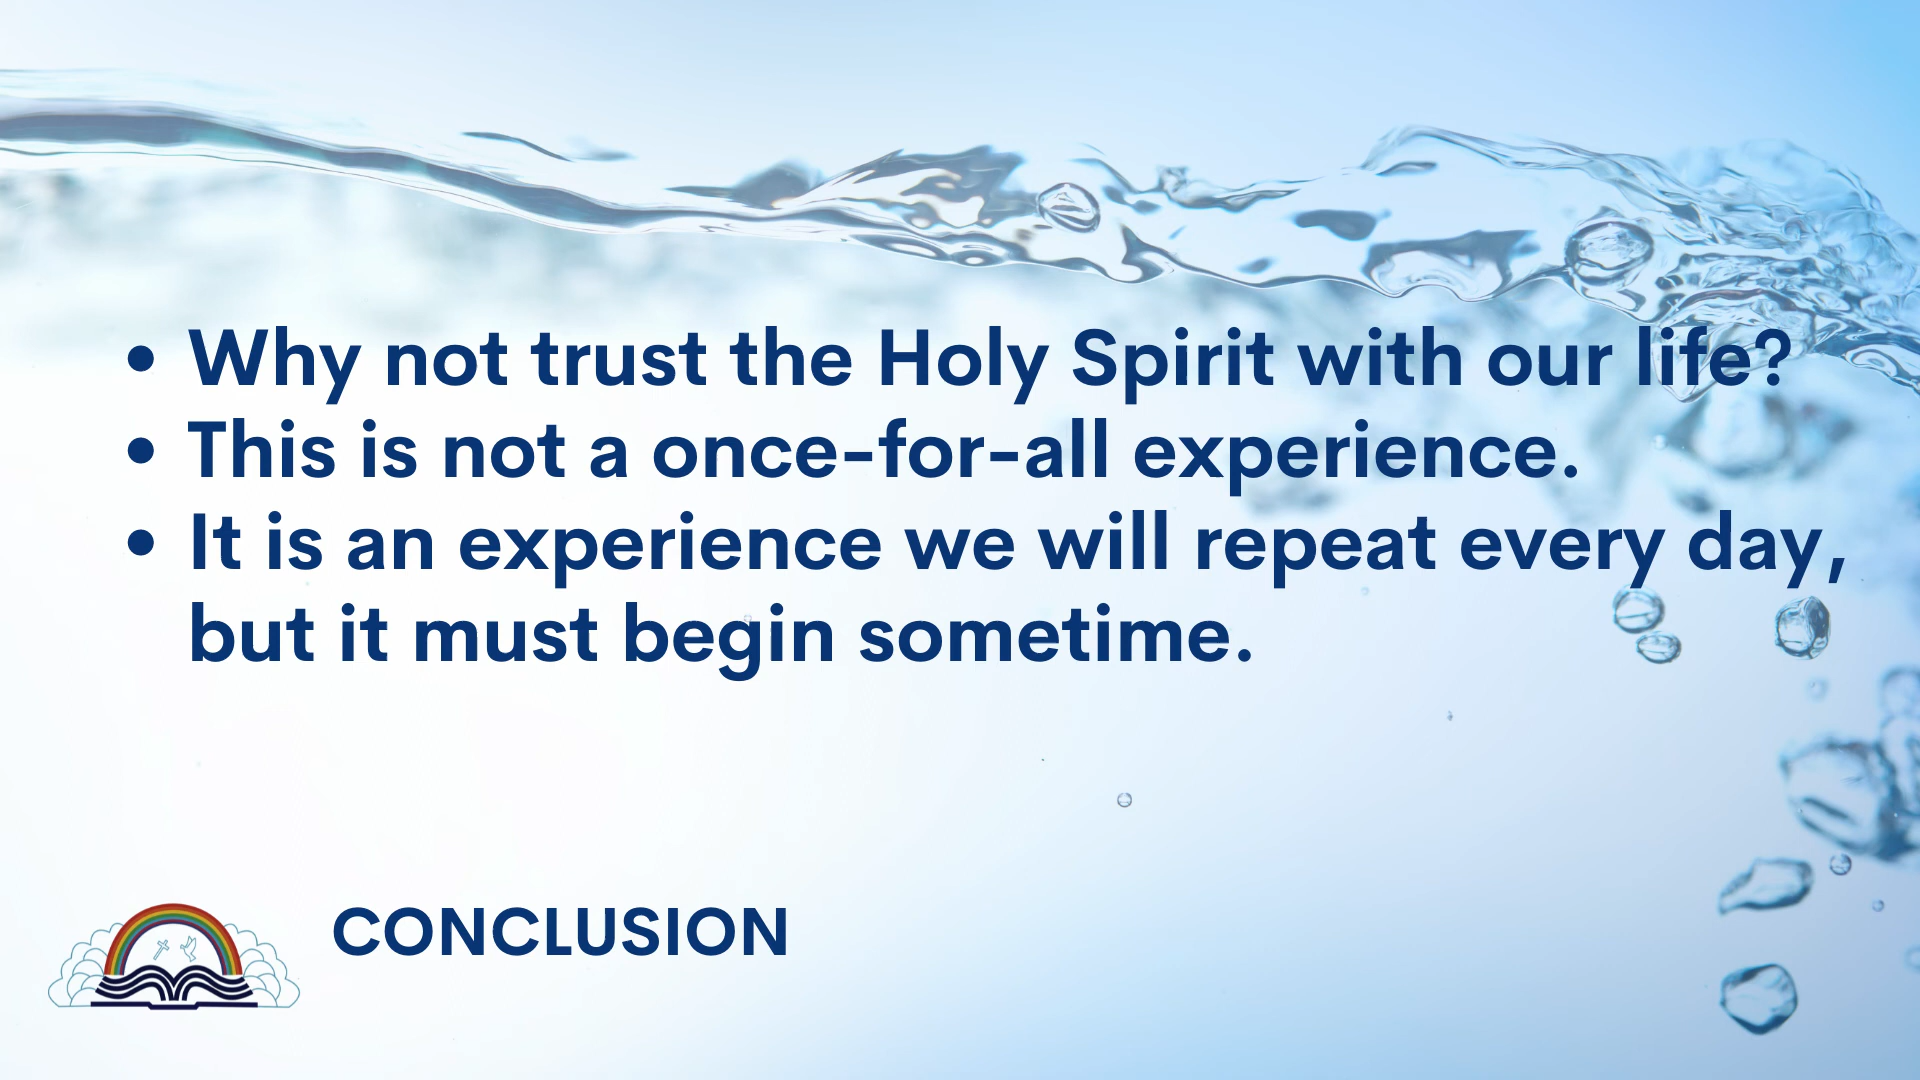 • Why not trust the Holy Spirit with our life?
• This is not a once-for-all experience.
• It is an experience we will repeat every day,
but it must begin sometime.
CONCLUSION